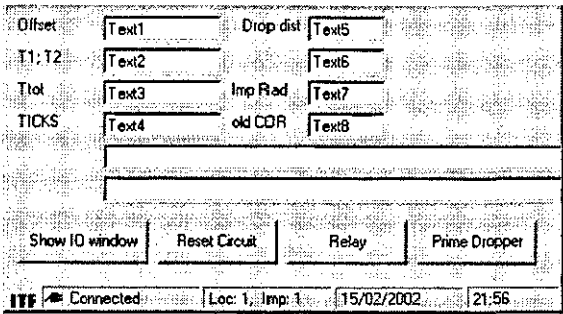 Offset Text1 Drop dist Text5
T1; T2 Text2 Text6
Ttol Text3 Imp Rad Text7
TICKS Text4 old COR Text8
Show IO window Reset Circuit Relay Prime Dropper
ITF Connected Loc: 1, Imp: 1 15/02/2002 21:56